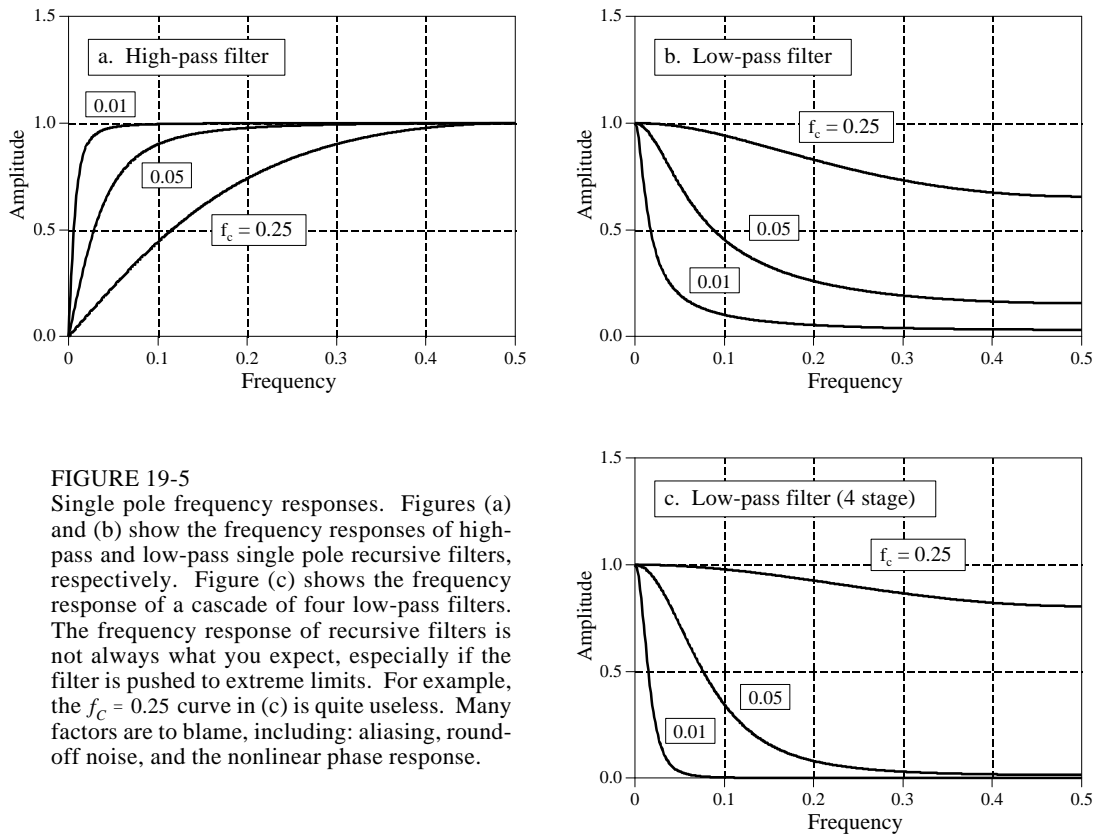 1.5
1.0
0.5
0.0
Amplitude
a. High-pass filter
0.01
0.05
f_c = 0.25
0 0.1 0.2 0.3 0.4 0.5
Frequency
1.5
1.0
0.5
0.0
Amplitude
b. Low-pass filter
f_c = 0.25
0.05
0.01
0 0.1 0.2 0.3 0.4 0.5
Frequency
FIGURE 19-5
Single pole frequency responses. Figures (a)
and (b) show the frequency responses of high-
pass and low-pass single pole recursive filters,
respectively. Figure (c) shows the frequency
response of a cascade of four low-pass filters.
The frequency response of recursive filters is
not always what you expect, especially if the
filter is pushed to extreme limits. For example,
the f_C = 0.25 curve in (c) is quite useless. Many
factors are to blame, including: aliasing, round-
off noise, and the nonlinear phase response.
1.5
1.0
0.5
0.0
Amplitude
c. Low-pass filter (4 stage)
f_c = 0.25
0.05
0.01
0 0.1 0.2 0.3 0.4 0.5
Frequency